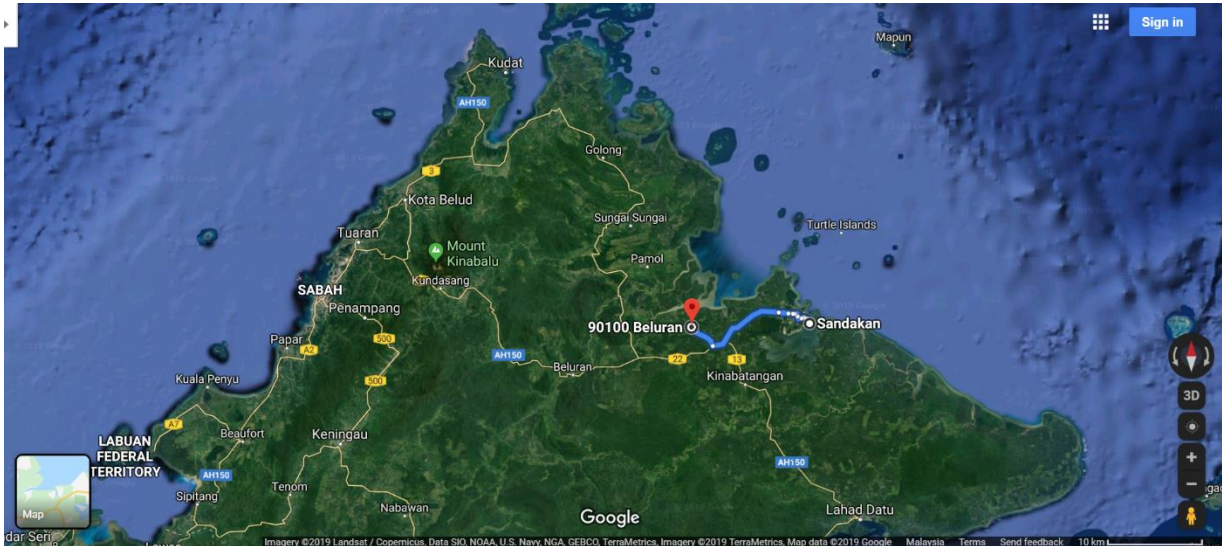 Sign in
Mapun
Kudat
AH150
Golong
3
Kota Belud
Sungai Sungai
Turtle Islands
Tuaran
Mount
Kinabalu
Pamol
Kundasang
SABAH
Penampang
90100 Beluran
Sandakan
500
Papar
A2
AH150
22
13
Beluran
Kinabatangan
Kuala Penyu
500
3D
A7
Beaufort
Keningau
LABUAN
FEDERAL
TERRITORY
AH150
AH150
Tenom
Sipitang
Nabawan
Lahad Datu
Map
Google
dar Seri
Imagery ©2019 Landsat / Copernicus, Data SIO, NOAA, U.S. Navy, NGA, GEBCO, TerraMetrics, Imagery ©2019 TerraMetrics, Map data ©2019 Google Malaysia Terms Send feedback 10 km